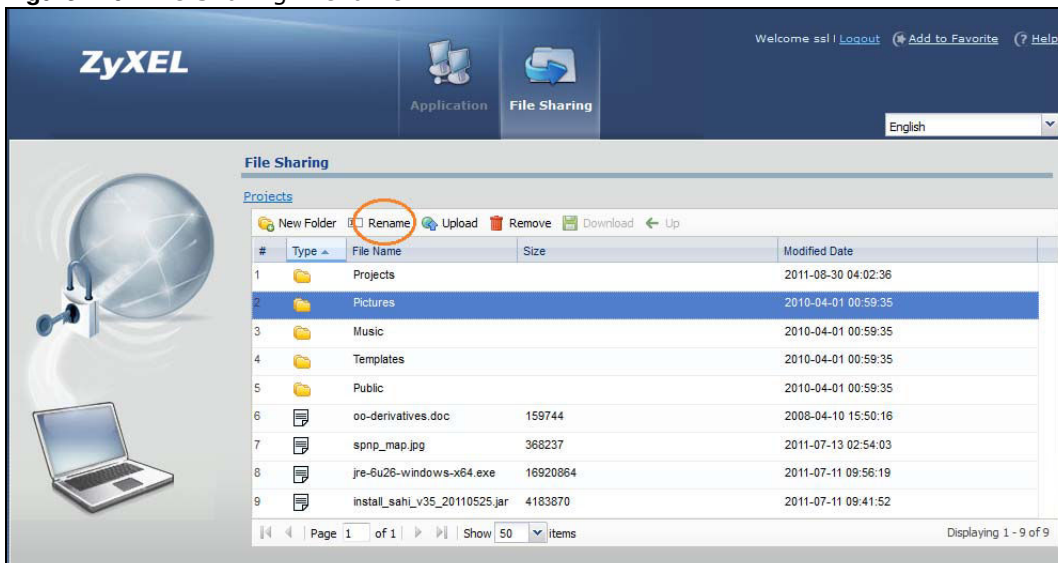 Welcome ssl | Logout Add to Favorite ? Help
ZyXEL
Application File Sharing
English
File Sharing
Projects
New Folder Rename Upload Remove Download Up
# Type File Name Size Modified Date
1 Projects 2011-08-30 04:02:36
2 Pictures 2010-04-01 00:59:35
3 Music 2010-04-01 00:59:35
4 Templates 2010-04-01 00:59:35
5 Public 2010-04-01 00:59:35
6 oo-derivatives.doc 159744 2008-04-10 15:50:16
7 spnp_map.jpg 368237 2011-07-13 02:54:03
8 jre-6u26-windows-x64.exe 16920864 2011-07-11 09:56:19
9 install_sahi_v35_20110525.jar 4183870 2011-07-11 09:41:52
Page 1 of 1 Show 50 items Displaying 1 - 9 of 9